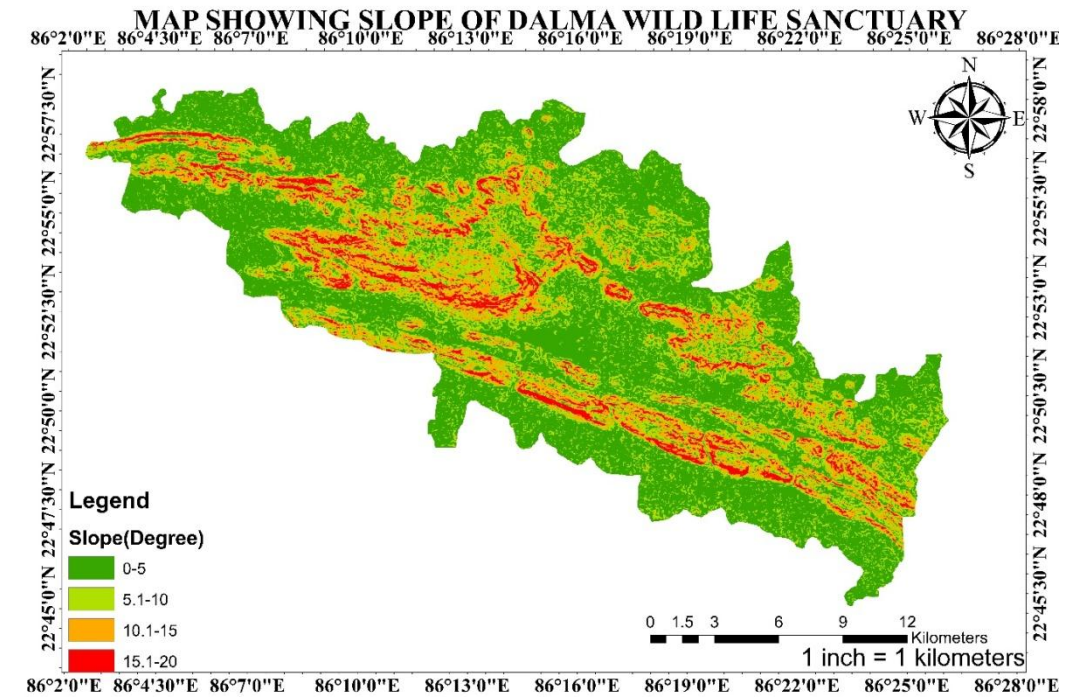 MAP SHOWING SLOPE OF DALMA WILD LIFE SANCTUARY
86°2'0"E 86°4'30"E 86°7'0"E 86°10'0"E 86°13'0"E 86°16'0"E 86°19'0"E 86°22'0"E 86°25'0"E 86°28'0"E
N
W E
S
22°57'30"N
22°55'0"N
22°52'30"N
22°50'0"N
22°47'30"N
22°45'0"N
22°58'0"N
22°55'30"N
22°53'0"N
22°50'30"N
22°48'0"N
22°45'30"N
Legend
Slope(Degree)
0-5
5.1-10
10.1-15
15.1-20
0 1.5 3 6 9 12
Kilometers
1 inch = 1 kilometers
86°2'0"E 86°4'30"E 86°7'0"E 86°10'0"E 86°13'0"E 86°16'0"E 86°19'0"E 86°22'0"E 86°25'0"E 86°28'0"E